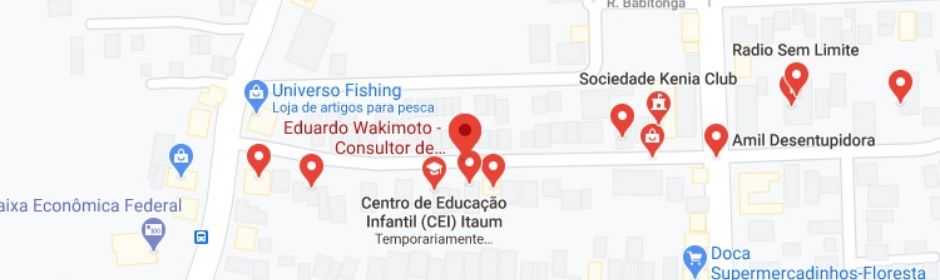 R. Babitonga
Radio Sem Limite
Sociedade Kenia Club
Universo Fishing
Loja de artigos para pesca
Eduardo Wakimoto -
Consultor de...
Amil Desentupidora
Centro de Educação
Infantil (CEI) Itaum
Temporariamente...
aixa Econômica Federal
Doca
Supermercadinhos-Floresta